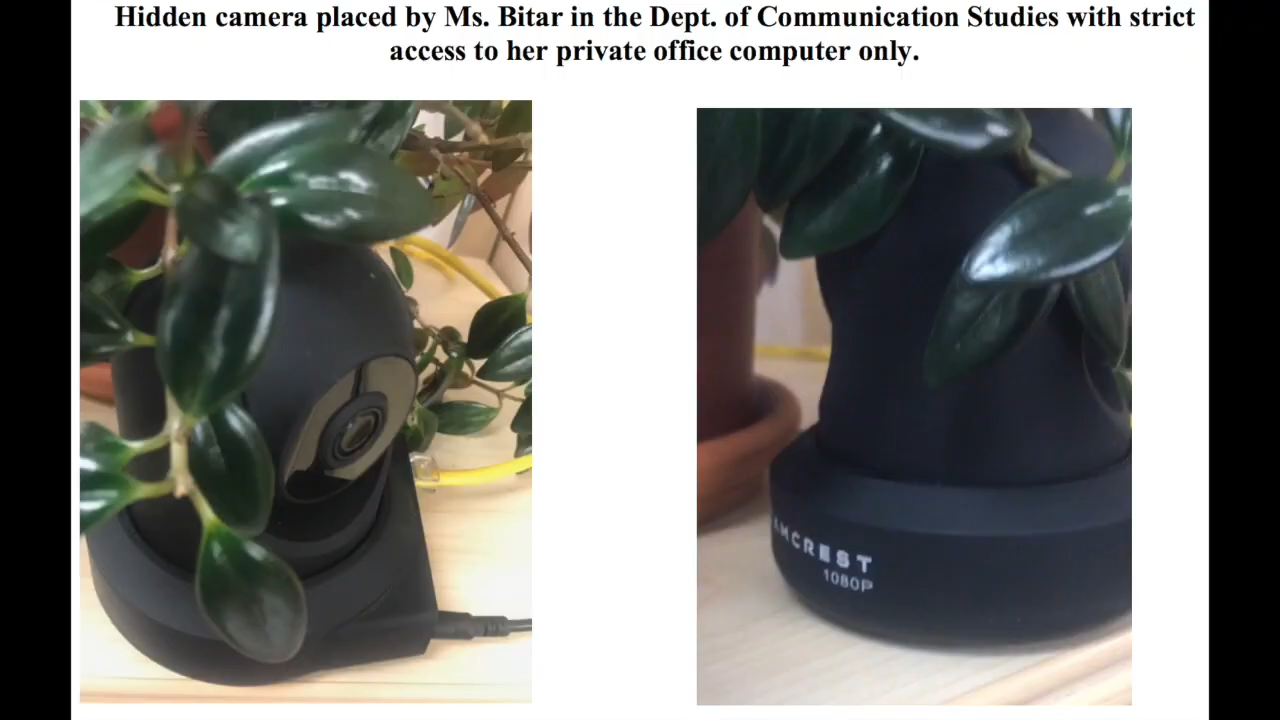 Hidden camera placed by Ms. Bitar in the Dept. of Communication Studies with strict
access to her private office computer only.
AMCREST
1080P